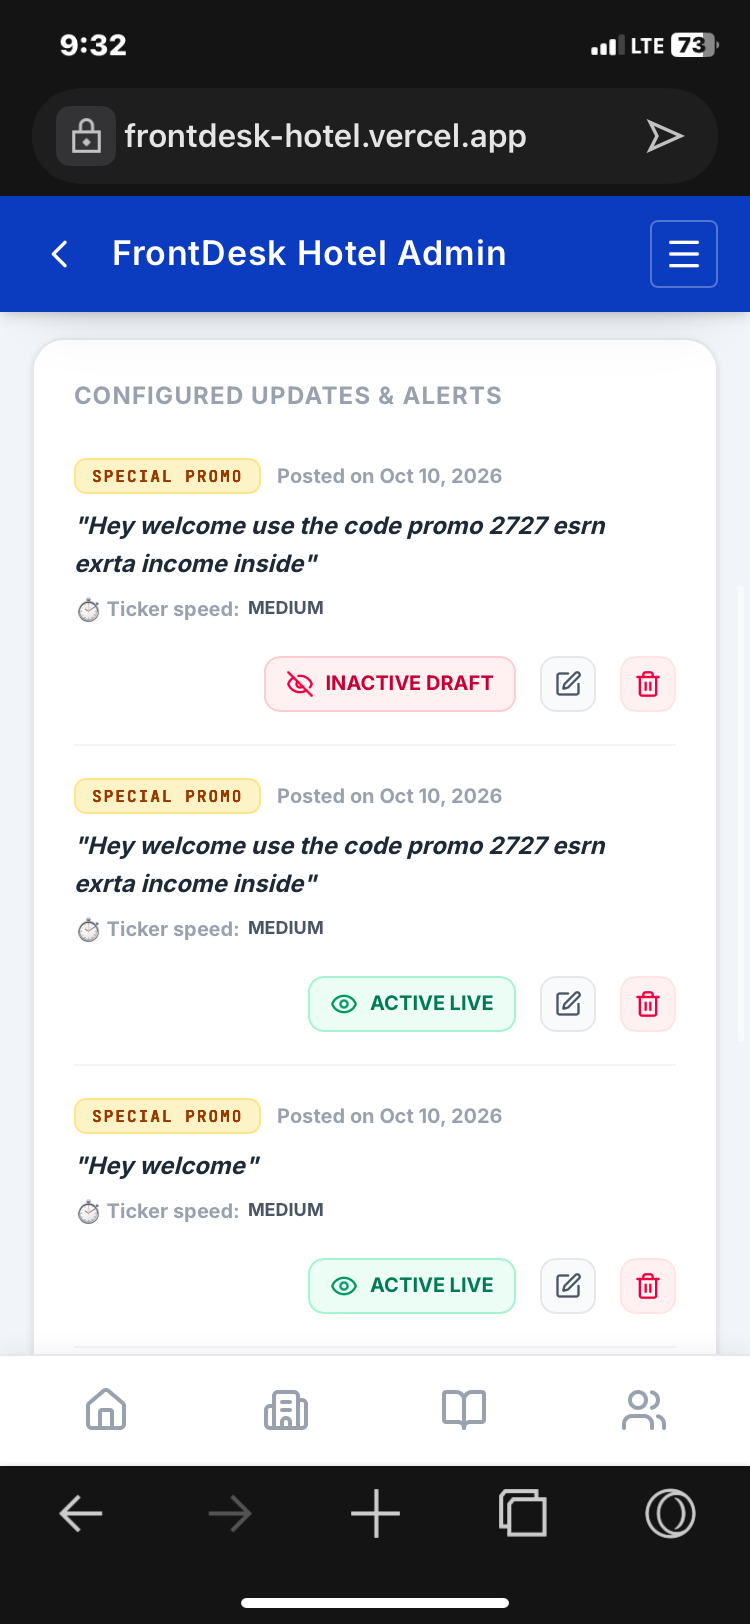 9:32
LTE 73
frontdesk-hotel.vercel.app
FrontDesk Hotel Admin
CONFIGURED UPDATES & ALERTS
SPECIAL PROMO Posted on Oct 10, 2026
"Hey welcome use the code promo 2727 esrn
exrta income inside"
Ticker speed: MEDIUM
INACTIVE DRAFT
SPECIAL PROMO Posted on Oct 10, 2026
"Hey welcome use the code promo 2727 esrn
exrta income inside"
Ticker speed: MEDIUM
ACTIVE LIVE
SPECIAL PROMO Posted on Oct 10, 2026
"Hey welcome"
Ticker speed: MEDIUM
ACTIVE LIVE